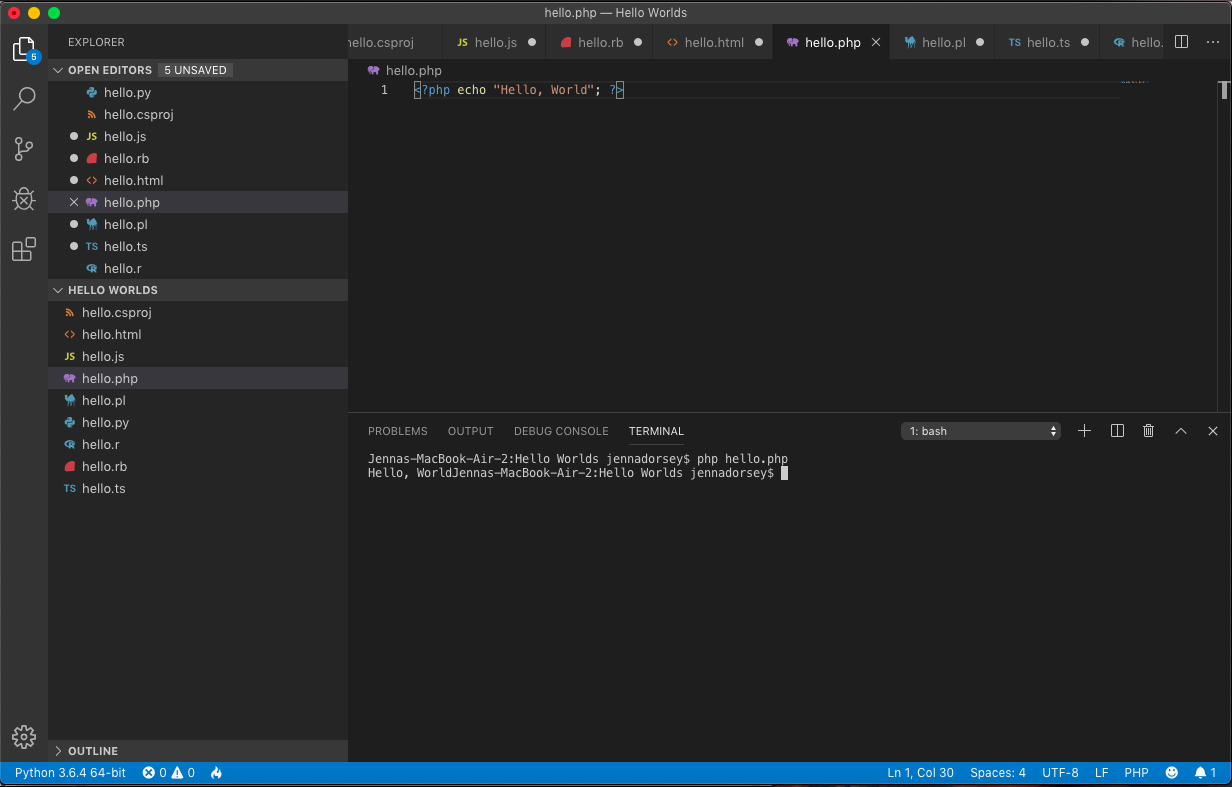 hello.php — Hello Worlds
EXPLORER
OPEN EDITORS 5 UNSAVED
hello.py
hello.csproj
JS hello.js
hello.rb
<> hello.html
hello.php
hello.pl
TS hello.ts
hello.r
HELLO WORLDS
hello.csproj
<> hello.html
JS hello.js
hello.php
hello.pl
hello.py
hello.r
hello.rb
TS hello.ts
OUTLINE
5
hello.csproj JS hello.js hello.rb <> hello.html hello.php hello.pl TS hello.ts hello.
hello.php
1 <?php echo "Hello, World"; ?>
PROBLEMS OUTPUT DEBUG CONSOLE TERMINAL 1: bash
Jennas-MacBook-Air-2:Hello Worlds jennadorsey$ php hello.php
Hello, WorldJennas-MacBook-Air-2:Hello Worlds jennadorsey$
Python 3.6.4 64-bit 0 0 Ln 1, Col 30 Spaces: 4 UTF-8 LF PHP 1